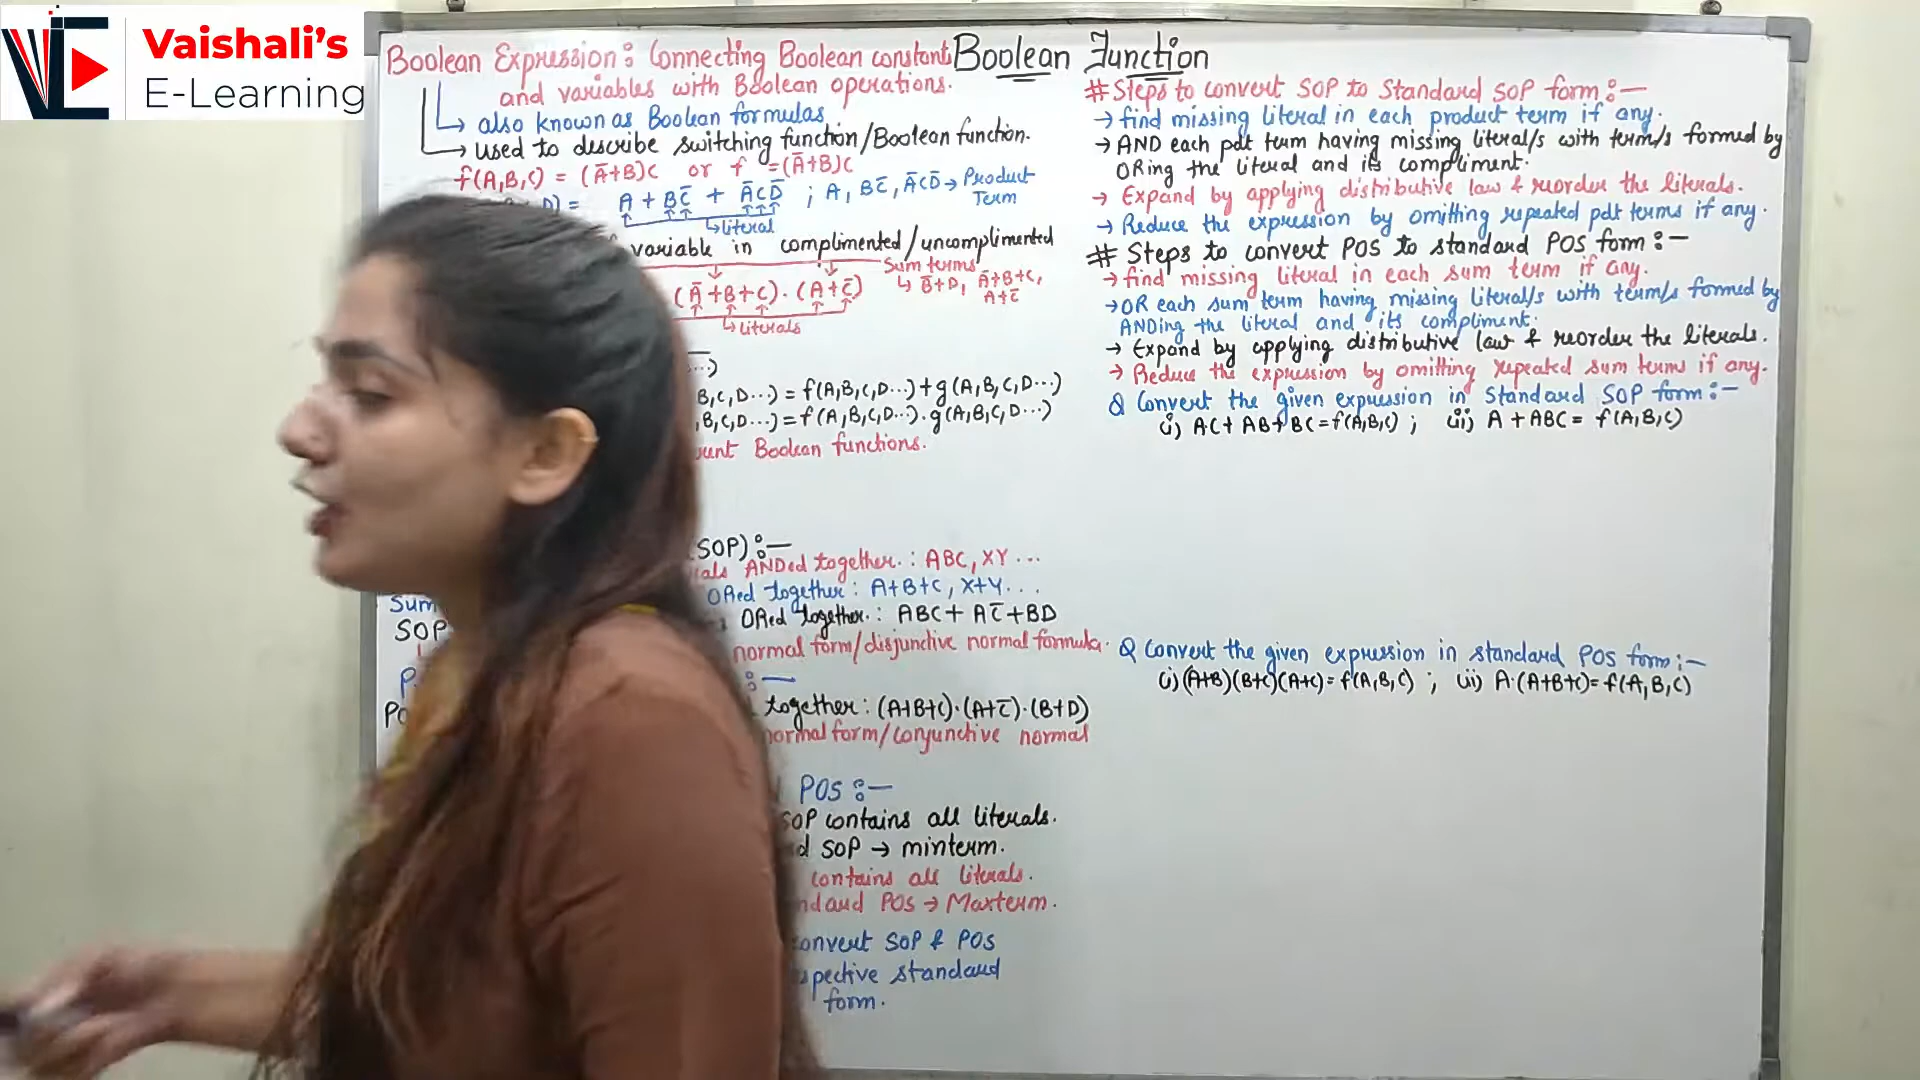 Vaishali's
E-Learning
Boolean Function
Boolean Expression: Connecting Boolean constant
and variables with Boolean operations.
also known as Boolean formulas
used to describe switching function/Boolean function.
f(A,B,C) = (A̅+B)C or f = (A̅+B)C
D) = A + BC̅ + A̅CD̅ ; A, BC̅, A̅CD̅ → Product
Term
literal
variable in complimented/uncomplimented
Sum terms
↳ B̅+D, A̅+B+C,
A+C̅
(A̅+B+C).(A+C̅)
↳literals
B,C,D...) = f(A,B,C,D...)+g(A,B,C,D...)
,B,C,D...) = f(A,B,C,D...).g(A,B,C,D...)
Boolean functions.
SOP) :—
ANDed together. : ABC, XY ...
ORed together : A+B+C, X+Y. . .
Sum
SOP
ORed together. : ABC + AC̅ + BD
normal form/disjunctive normal formula.
together : (A+B+C).(A+C̅).(B+D)
normal form/conjunctive normal
POS :—
SOP contains all literals.
SOP → minterm.
contains all literals.
POS → Maxterm.
convert SOP & POS
standard
form.
# Steps to convert SOP to Standard SOP form :—
→ find missing literal in each product term if any.
→ AND each pdt term having missing literal/s with term/s formed by
ORing the literal and its compliment.
→ Expand by applying distributive law & reorder the literals.
→ Reduce the expression by omitting repeated pdt terms if any.
# Steps to convert POS to standard POS form :—
→ find missing literal in each sum term if any.
→ OR each sum term having missing literal/s with term/s formed by
ANDing the literal and its compliment.
→ Expand by applying distributive law & reorder the literals.
→ Reduce the expression by omitting repeated sum terms if any.
Q Convert the given expression in Standard SOP form :—
(i) AC + AB + BC = f(A,B,C) ; (ii) A + ABC = f(A,B,C)
Q Convert the given expression in standard POS form :—
(i) (A+B)(B+C)(A+C) = f(A,B,C) ; (ii) A.(A+B+C) = f(A,B,C)